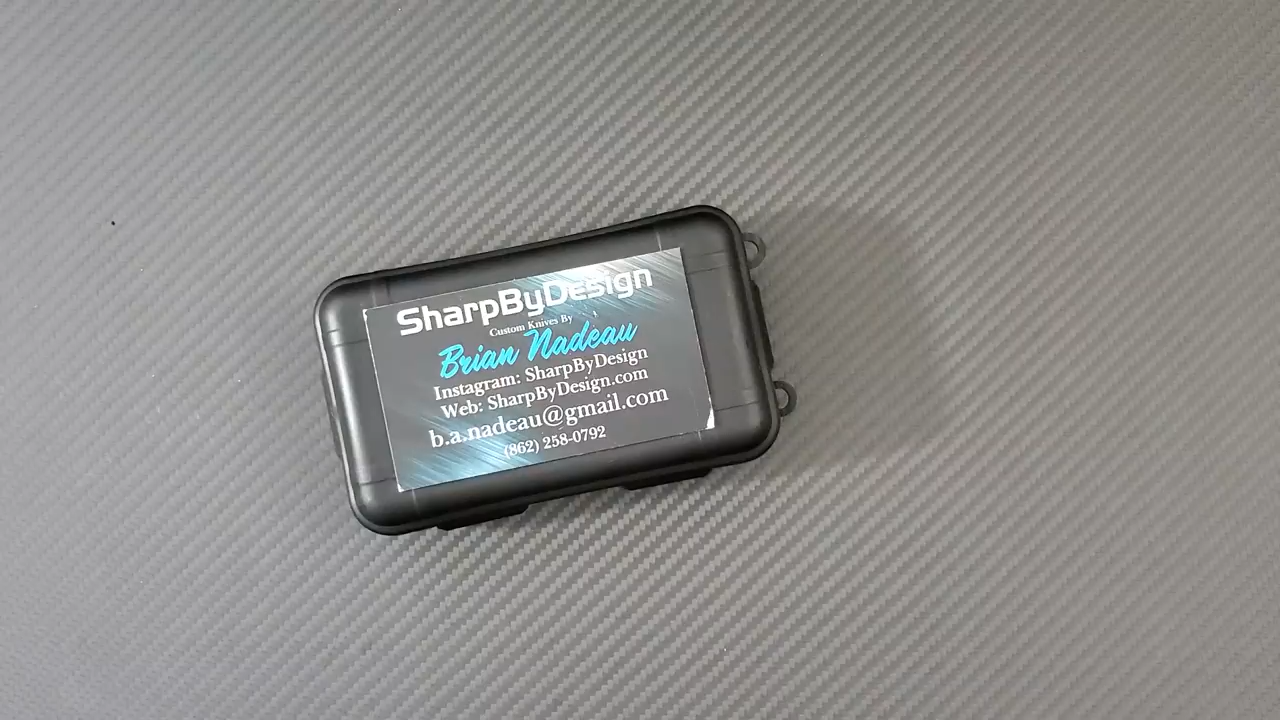 SharpByDesign
Custom Knives By
Brian Nadeau
Instagram: SharpByDesign
Web: SharpByDesign.com
b.a.nadeau@gmail.com
(862) 258-0792